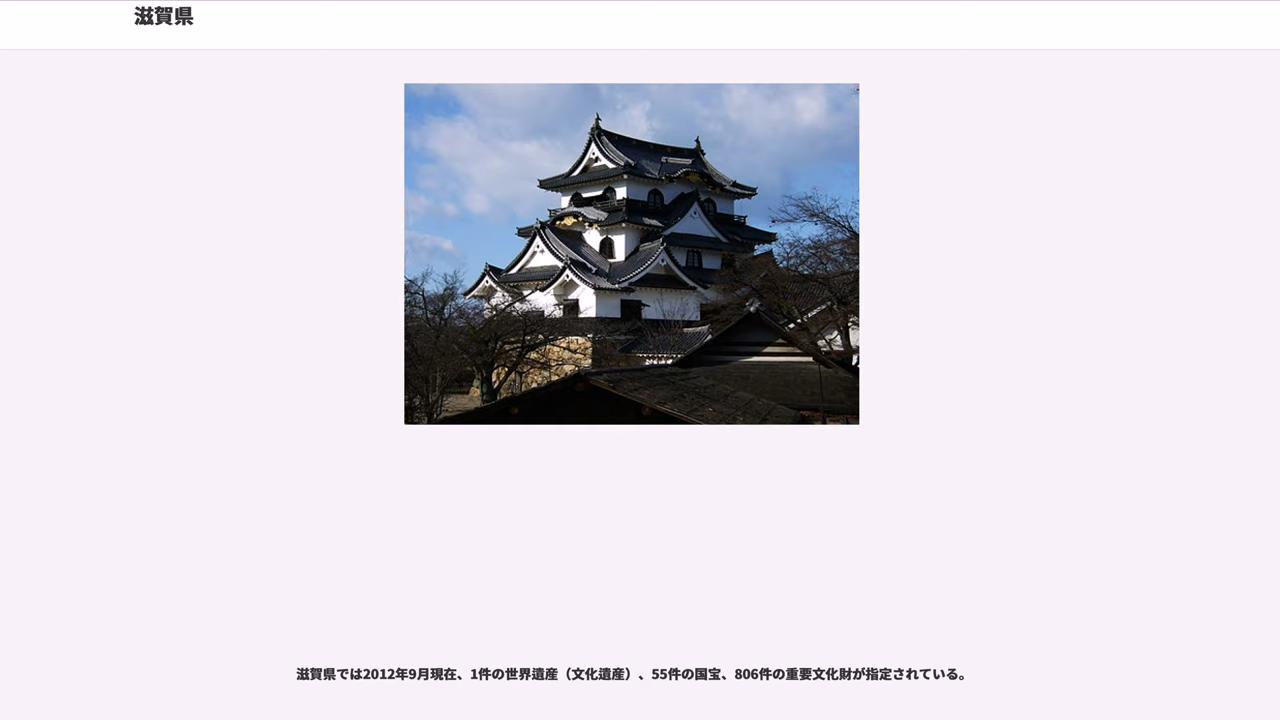 滋賀県
滋賀県では2012年9月現在、1件の世界遺産（文化遺産）、55件の国宝、806件の重要文化財が指定されている。